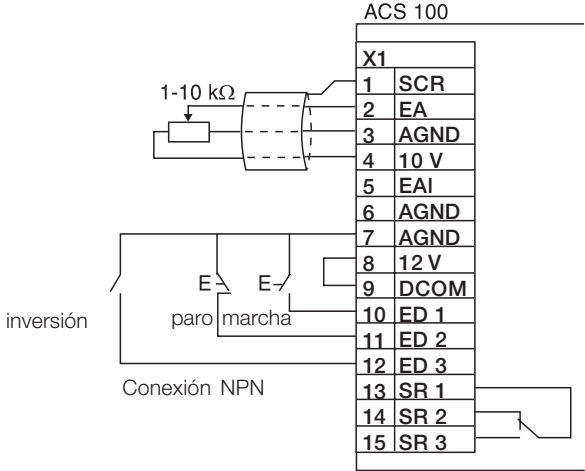 ACS 100
X1
1 SCR
1-10 kΩ
2 EA
3 AGND
4 10 V
5 EAI
6 AGND
7 AGND
8 12 V
9 DCOM
E E
10 ED 1
inversión paro marcha
11 ED 2
12 ED 3
Conexión NPN
13 SR 1
14 SR 2
15 SR 3